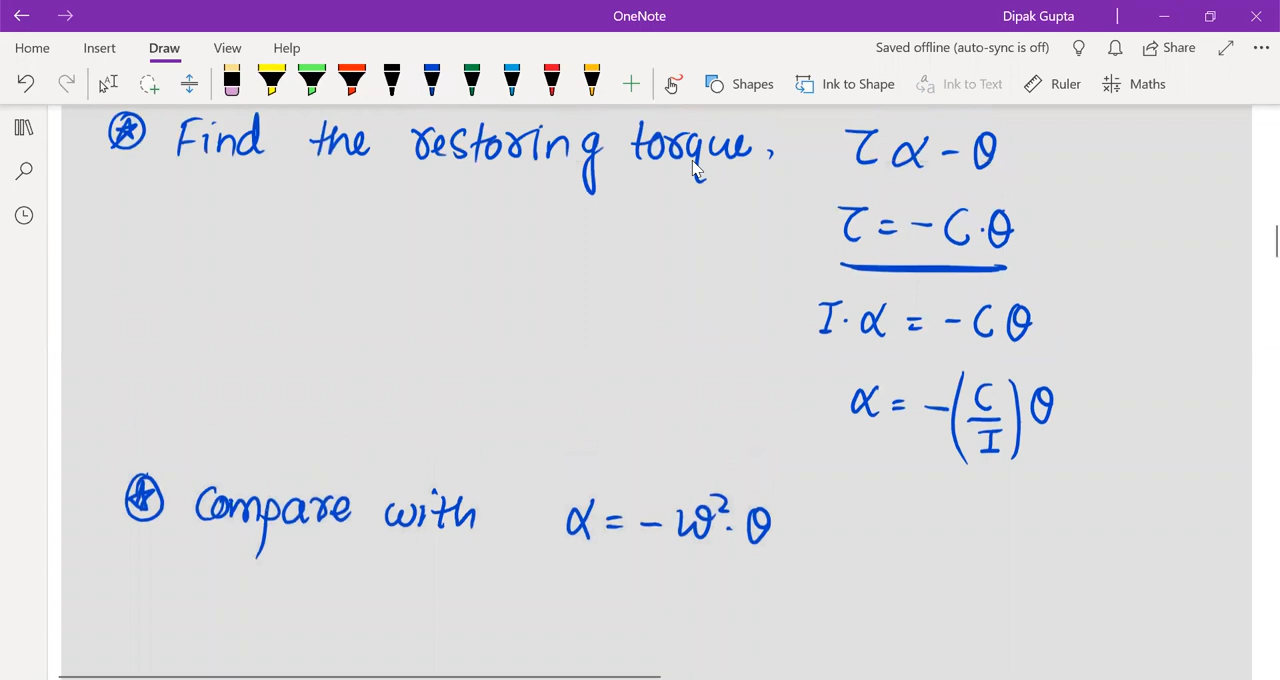 OneNote
Dipak Gupta
Home Insert Draw View Help
Saved offline (auto-sync is off)
Share
Shapes
Ink to Shape
Ink to Text
Ruler
Maths
Find the restoring torque, τ α - θ
τ = - C·θ
I·α = - C θ
α = -(C/I) θ
Compare with α = - ω²· θ